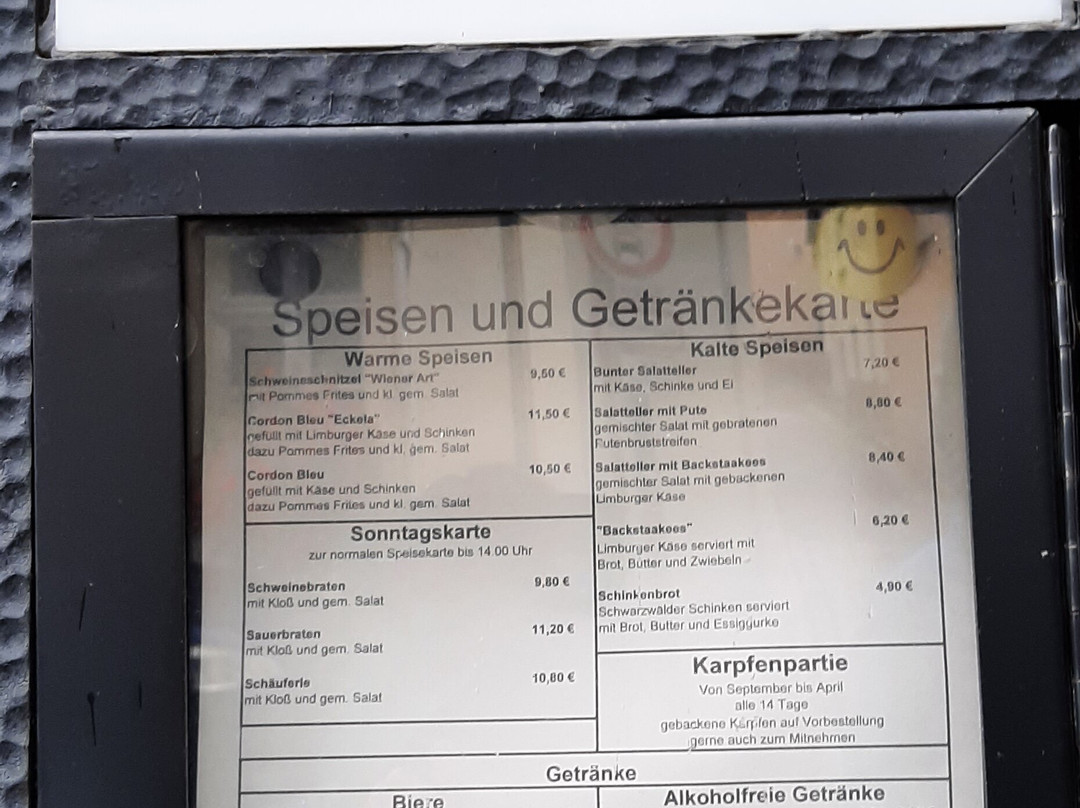 Speisen und Getränkekarte
Warme Speisen
Schweineschnitzel "Wiener Art" 9,50 €
mit Pommes Frites und kl. gem. Salat
Cordon Bleu "Eckela" 11,50 €
gefüllt mit Limburger Käse und Schinken
dazu Pommes Frites und kl. gem. Salat
Cordon Bleu 10,50 €
gefüllt mit Käse und Schinken
dazu Pommes Frites und kl. gem. Salat
Sonntagskarte
zur normalen Speisekarte bis 14.00 Uhr
Schweinebraten 9,80 €
mit Kloß und gem. Salat
Sauerbraten 11,20 €
mit Kloß und gem. Salat
Schäuferle 10,80 €
mit Kloß und gem. Salat
Kalte Speisen
Bunter Salatteller 7,20 €
mit Käse, Schinke und Ei
Salatteller mit Pute 8,80 €
gemischter Salat mit gebratenen
Putenbruststreifen
Salatteller mit Backstaakees 8,40 €
gemischter Salat mit gebackenen
Limburger Käse
"Backstaakees" 6,20 €
Limburger Käse serviert mit
Brot, Butter und Zwiebeln
Schinkenbrot 4,90 €
Schwarzwälder Schinken serviert
mit Brot, Butter und Essiggurke
Karpfenpartie
Von September bis April
alle 14 Tage
gebackene Karpfen auf Vorbestellung
gerne auch zum Mitnehmen
Getränke
Biere
Alkoholfreie Getränke